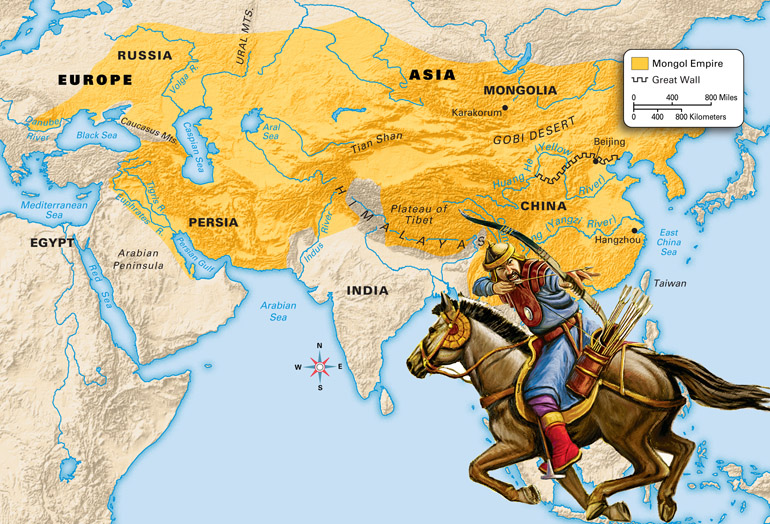 URAL MTS.
RUSSIA
EUROPE
ASIA
Volga R.
MONGOLIA
Karakorum
Mongol Empire
Great Wall
0 400 800 Miles
0 400 800 Kilometers
Danube
River
Black Sea
Caucasus Mts.
Caspian Sea
Aral
Sea
Tian Shan
GOBI DESERT
Beijing
Huang He (Yellow
River)
Mediterranean
Sea
Tigris R.
Euphrates R.
PERSIA
HIMALAYAS
Plateau of
Tibet
CHINA
(Yangzi River)
Hangzhou
East
China
Sea
EGYPT
Arabian
Peninsula
Persian Gulf
Indus
River
Red Sea
Arabian
Sea
INDIA
Taiwan
N
W E
S